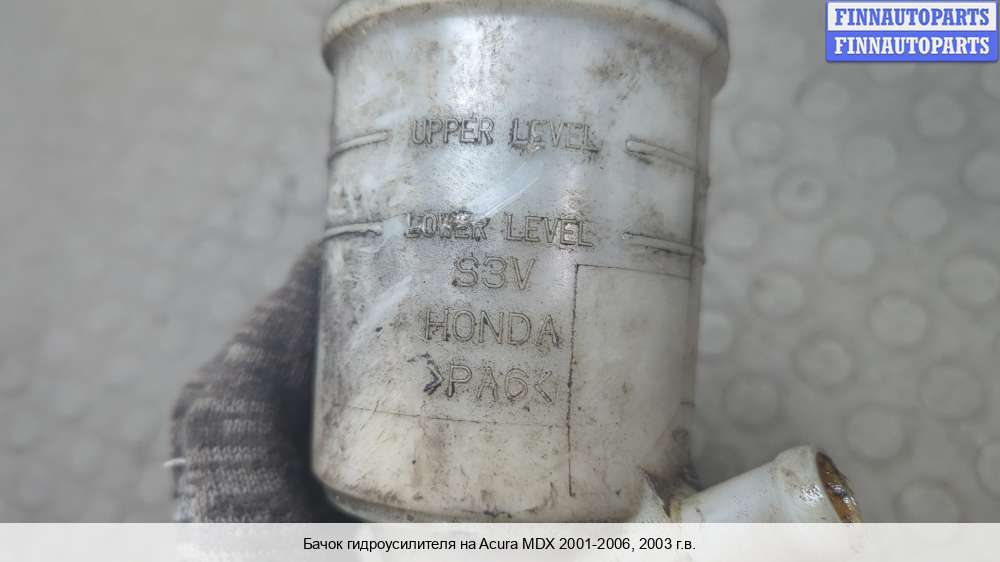 FINNAUTOPARTS
FINNAUTOPARTS
UPPER LEVEL
LOWER LEVEL
S3V
HONDA
>PA6<
Бачок гидроусилителя на Acura MDX 2001-2006, 2003 г.в.